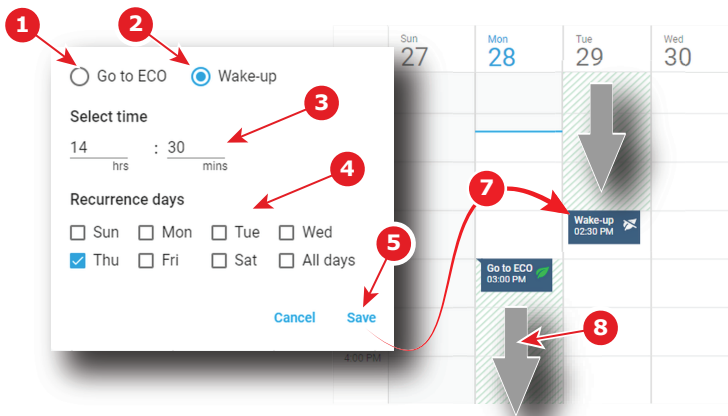 1
2
Go to ECO Wake-up
Select time
3
14 : 30
hrs mins
4
Recurrence days
Sun Mon Tue Wed
Thu Fri Sat All days
5
Cancel Save
Sun Mon Tue Wed
27 28 29 30
7
Wake-up
02:30 PM
Go to ECO
03:00 PM
8
4:00 PM